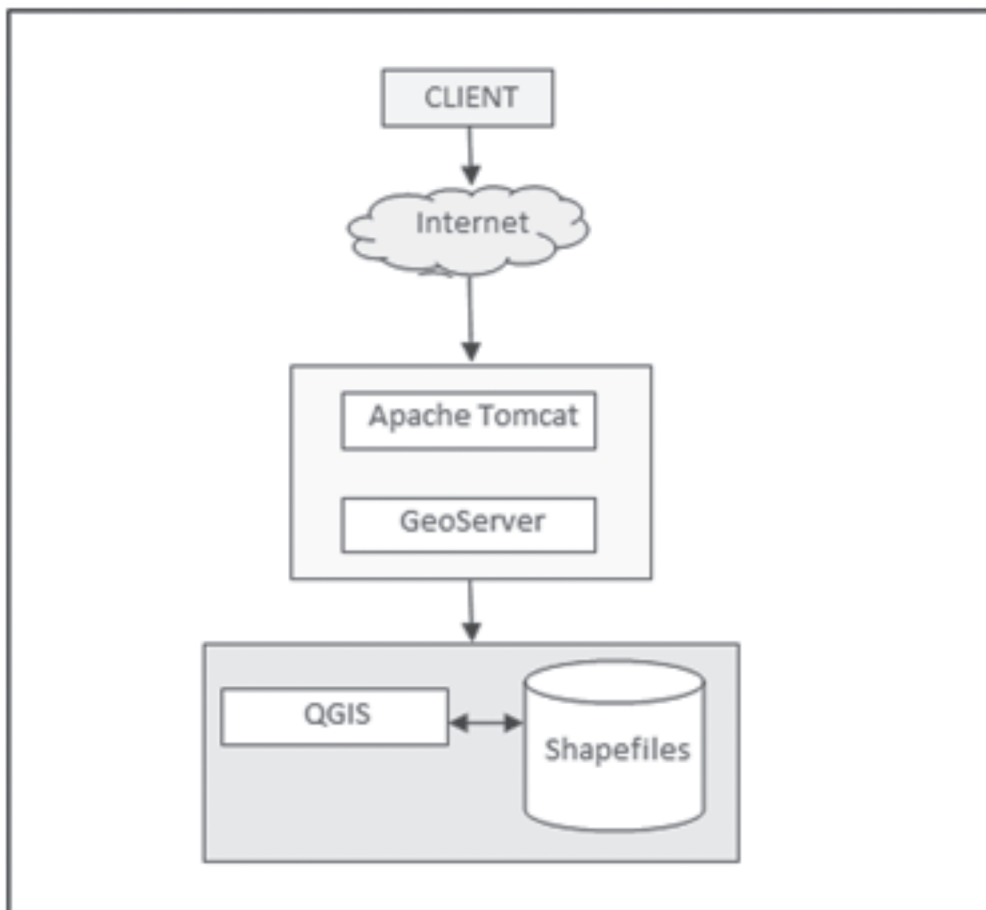 CLIENT
Internet
Apache Tomcat
GeoServer
QGIS
Shapefiles